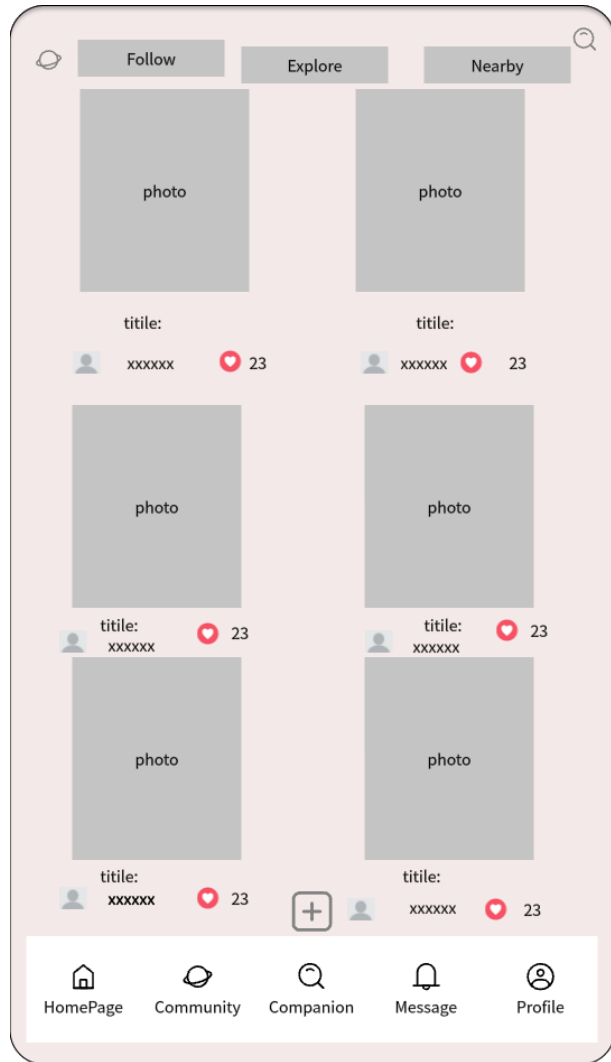 Follow
Explore
Nearby
photo
photo
titile:
titile:
xxxxxx 23
xxxxxx 23
photo
photo
titile:
titile:
xxxxxx 23
xxxxxx 23
photo
photo
titile:
titile:
xxxxxx 23
xxxxxx 23
HomePage
Community
Companion
Message
Profile